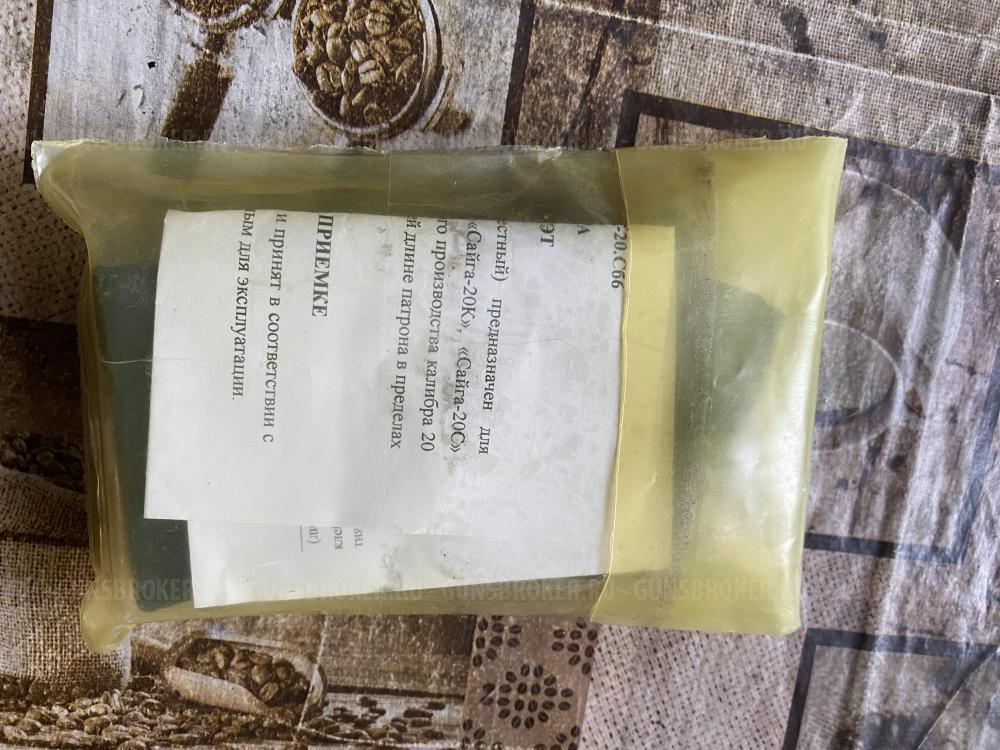 -20.С66
А
ЭТ
естный) предназначен для
«Сайга-20К», «Сайга-20С»
го производства калибра 20
й длине патрона в пределах
ПРИЕМКЕ
и принят в соответствии с
ым для эксплуатации.
GUNSBROKER.RU - GUNSBROKER.RU - GUNSBROKER.RU